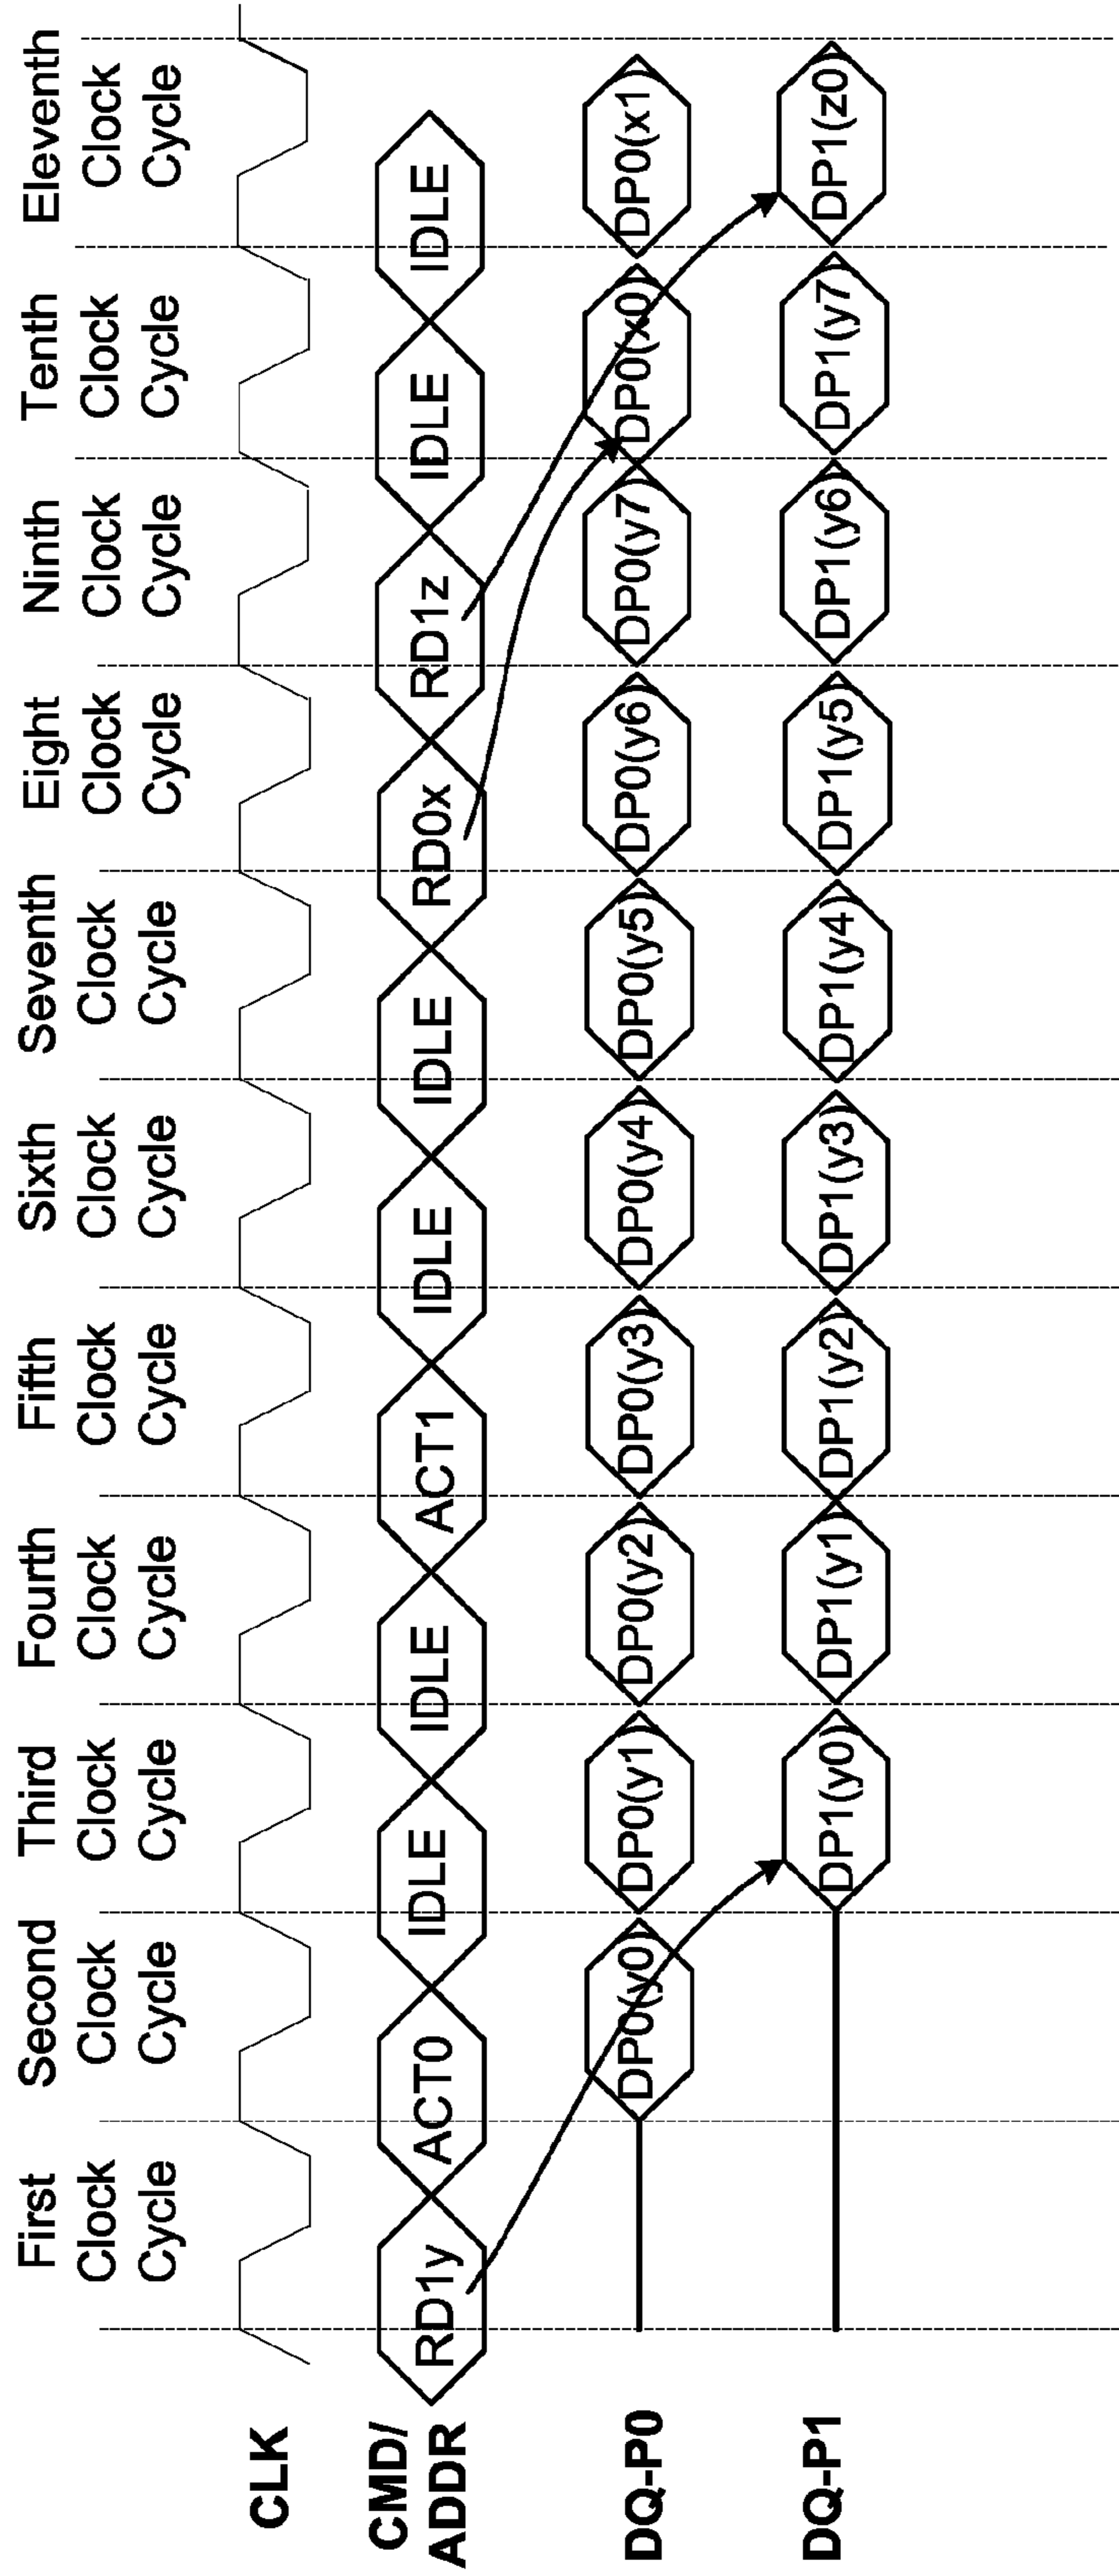 First Clock Cycle
Second Clock Cycle
Third Clock Cycle
Fourth Clock Cycle
Fifth Clock Cycle
Sixth Clock Cycle
Seventh Clock Cycle
Eight Clock Cycle
Ninth Clock Cycle
Tenth Clock Cycle
Eleventh Clock Cycle
CLK
CMD/
ADDR
RD1y ACT0 IDLE IDLE ACT1 IDLE IDLE RD0x RD1z IDLE IDLE
DQ-P0
DP0(y0) DP0(y1) DP0(y2) DP0(y3) DP0(y4) DP0(y5) DP0(y6) DP0(y7) DP0(x0) DP0(x1)
DQ-P1
DP1(y0) DP1(y1) DP1(y2) DP1(y3) DP1(y4) DP1(y5) DP1(y6) DP1(y7) DP1(z0)